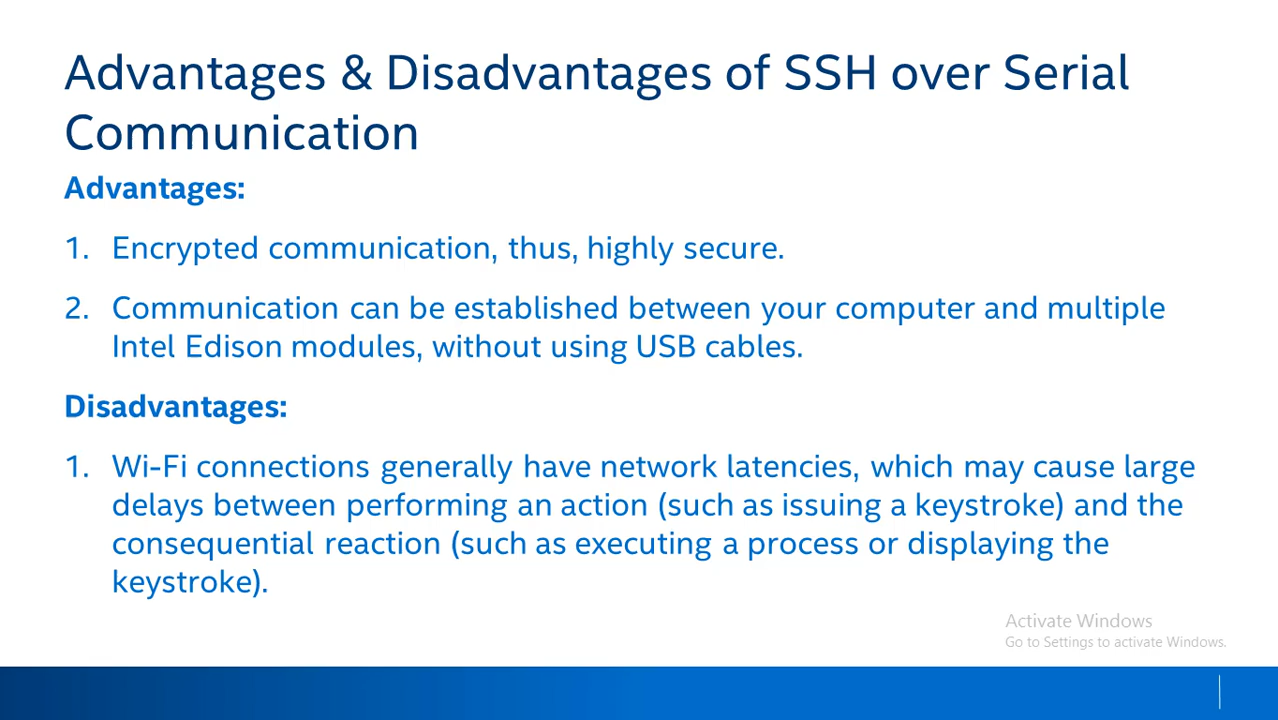 Advantages & Disadvantages of SSH over Serial
Communication
Advantages:
1. Encrypted communication, thus, highly secure.
2. Communication can be established between your computer and multiple
Intel Edison modules, without using USB cables.
Disadvantages:
1. Wi-Fi connections generally have network latencies, which may cause large
delays between performing an action (such as issuing a keystroke) and the
consequential reaction (such as executing a process or displaying the
keystroke).
Activate Windows
Go to Settings to activate Windows.